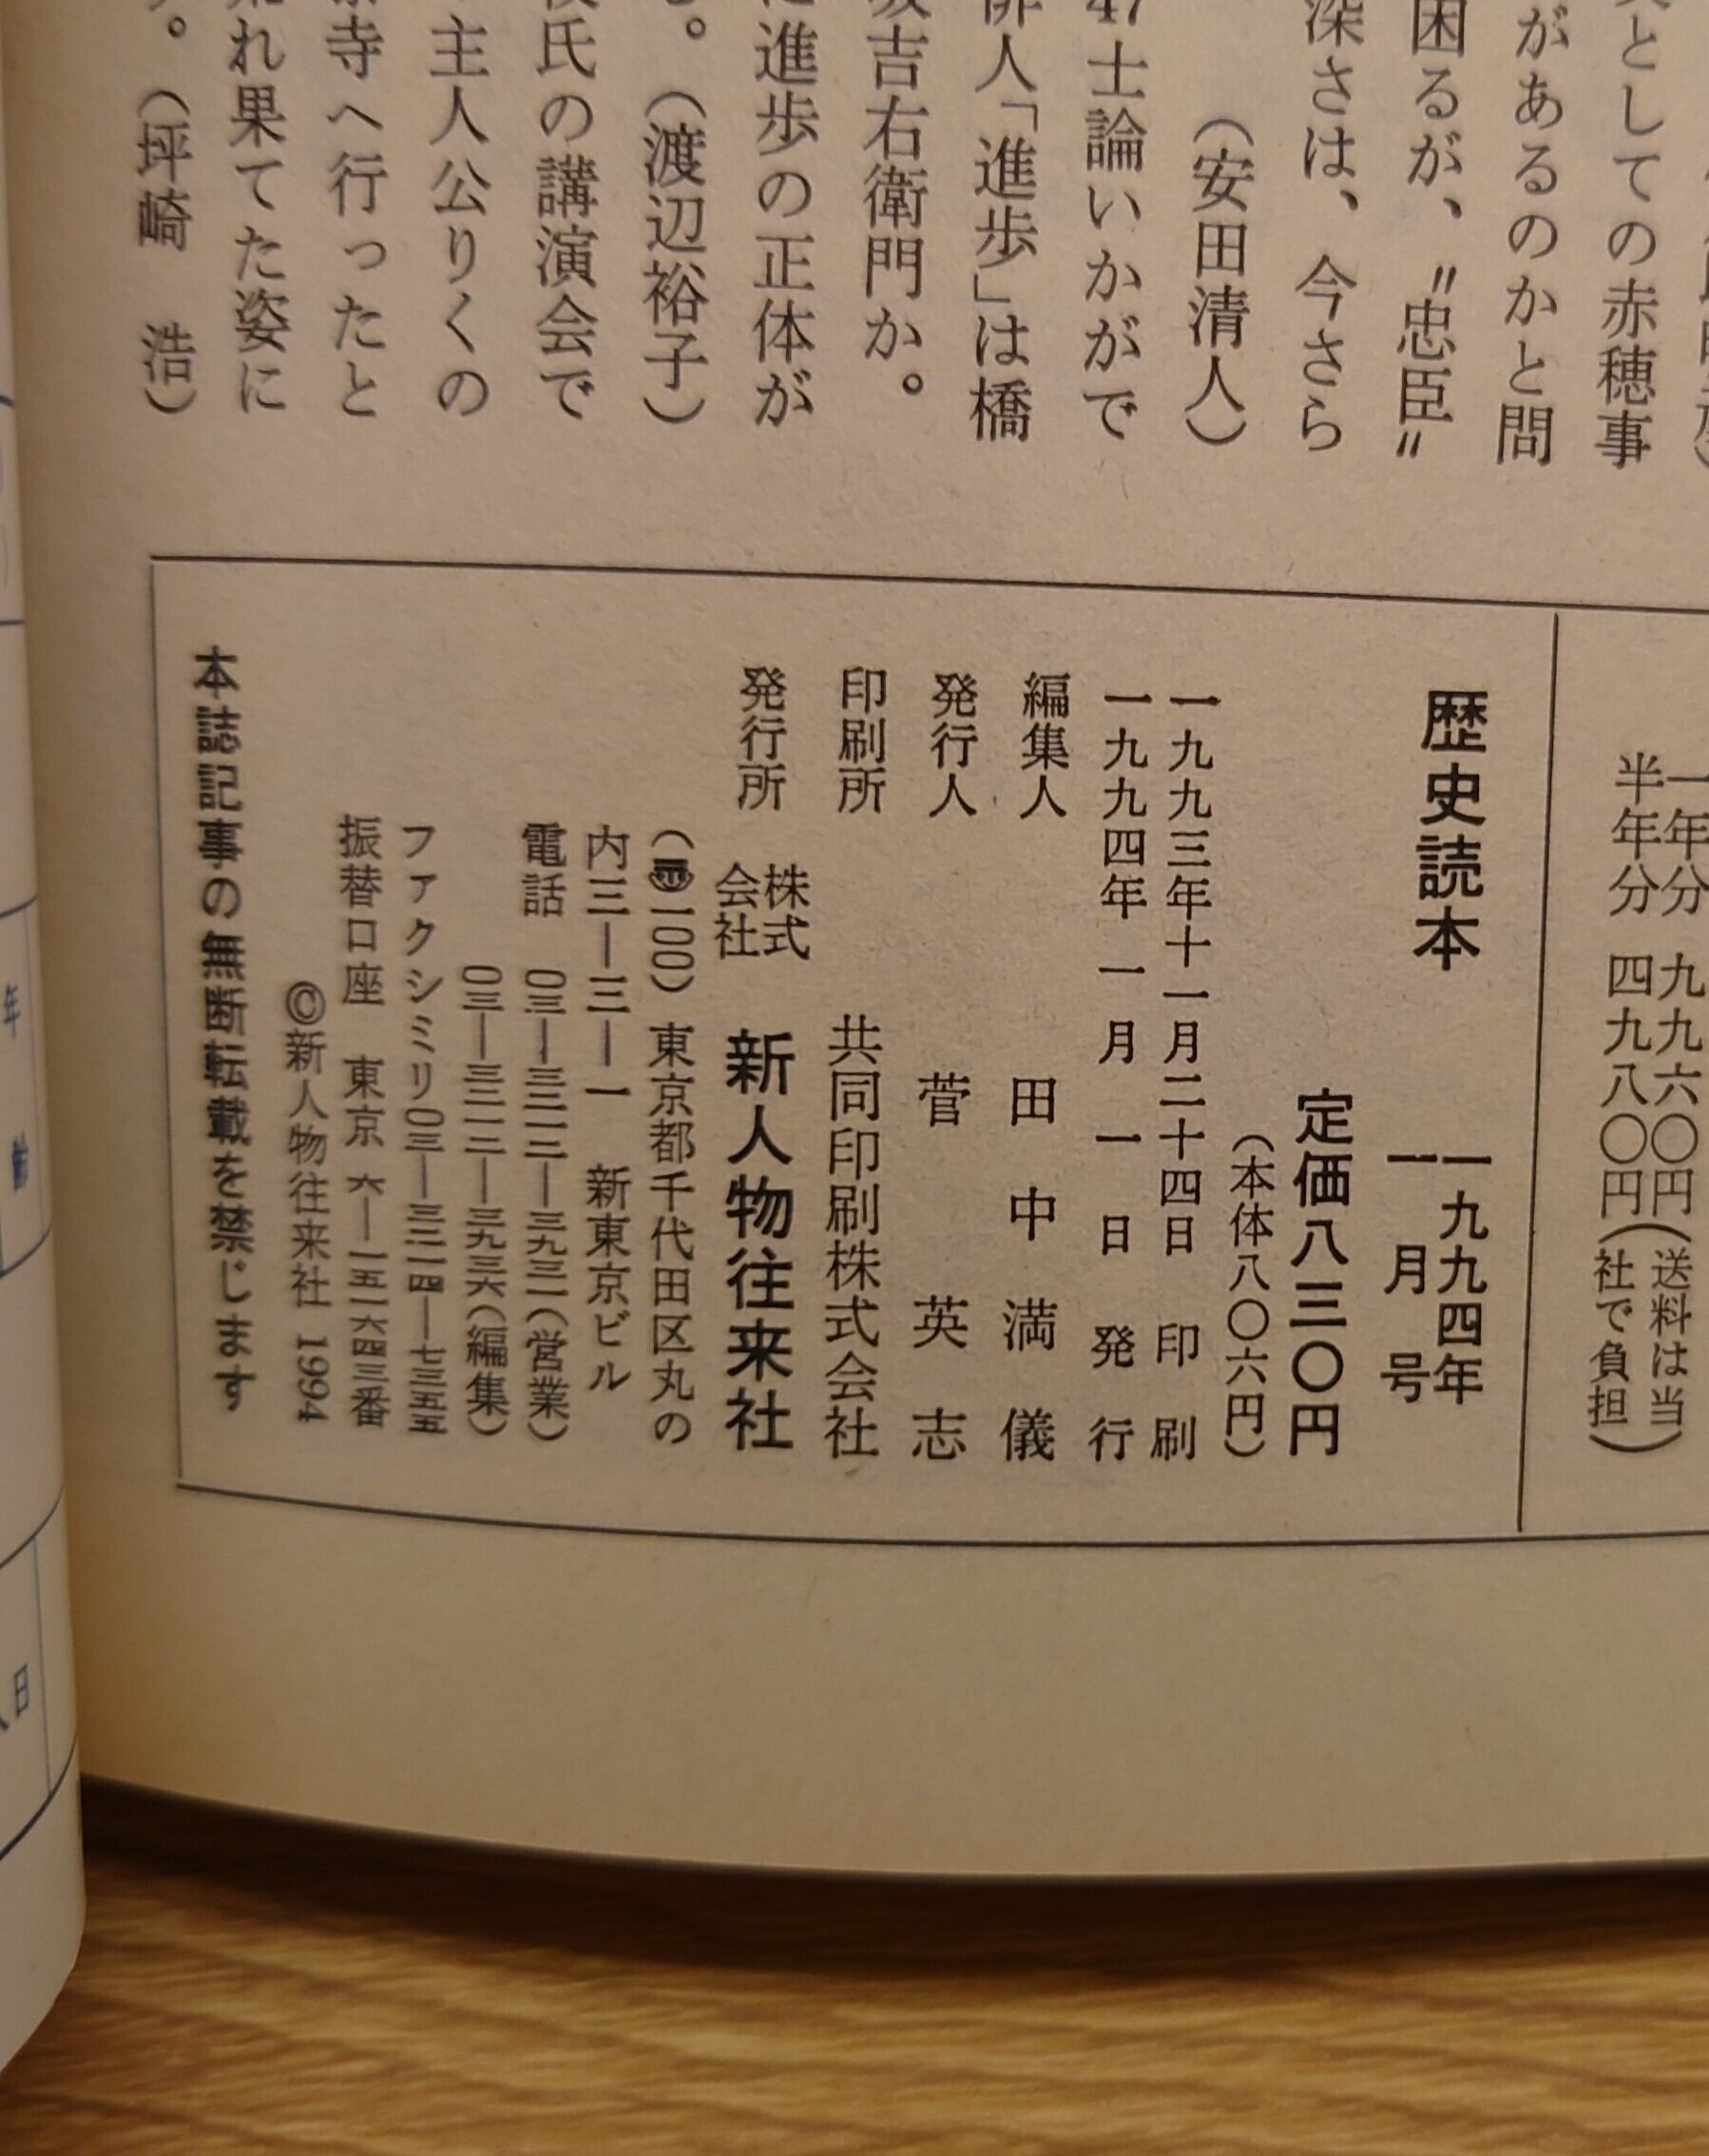 としての赤穂事
があるのかと問
困るが、〝忠臣〟
深さは、今さら
（安田清人）
47士論いかがで
俳人「進歩」は橋
吉右衛門か。
進歩の正体が
（渡辺裕子）
氏の講演会で
主人公りくの
寺へ行ったと
れ果てた姿に
。（坪崎　浩）
一年分　九九六〇円（送料は当
半年分　四九八〇円（社で負担）
歴史読本　一九九四年
一月号
定価八三〇円
（本体八〇六円）
一九九三年十一月二十四日　印刷
一九九四年一月一日　発行
編集人　田中満儀
発行人　菅英志
印刷所　共同印刷株式会社
発行所　株式会社　新人物往来社
（〠一〇〇）東京都千代田区丸の
内三—三—一　新東京ビル
電話　〇三—三二一二—三九三一（営業）
〇三—三二一二—三九三六（編集）
ファクシミリ〇三—三二一四—七三五五
振替口座　東京　六—一五一六四三番
©新人物往来社　1994
本誌記事の無断転載を禁じます
年
齢
日